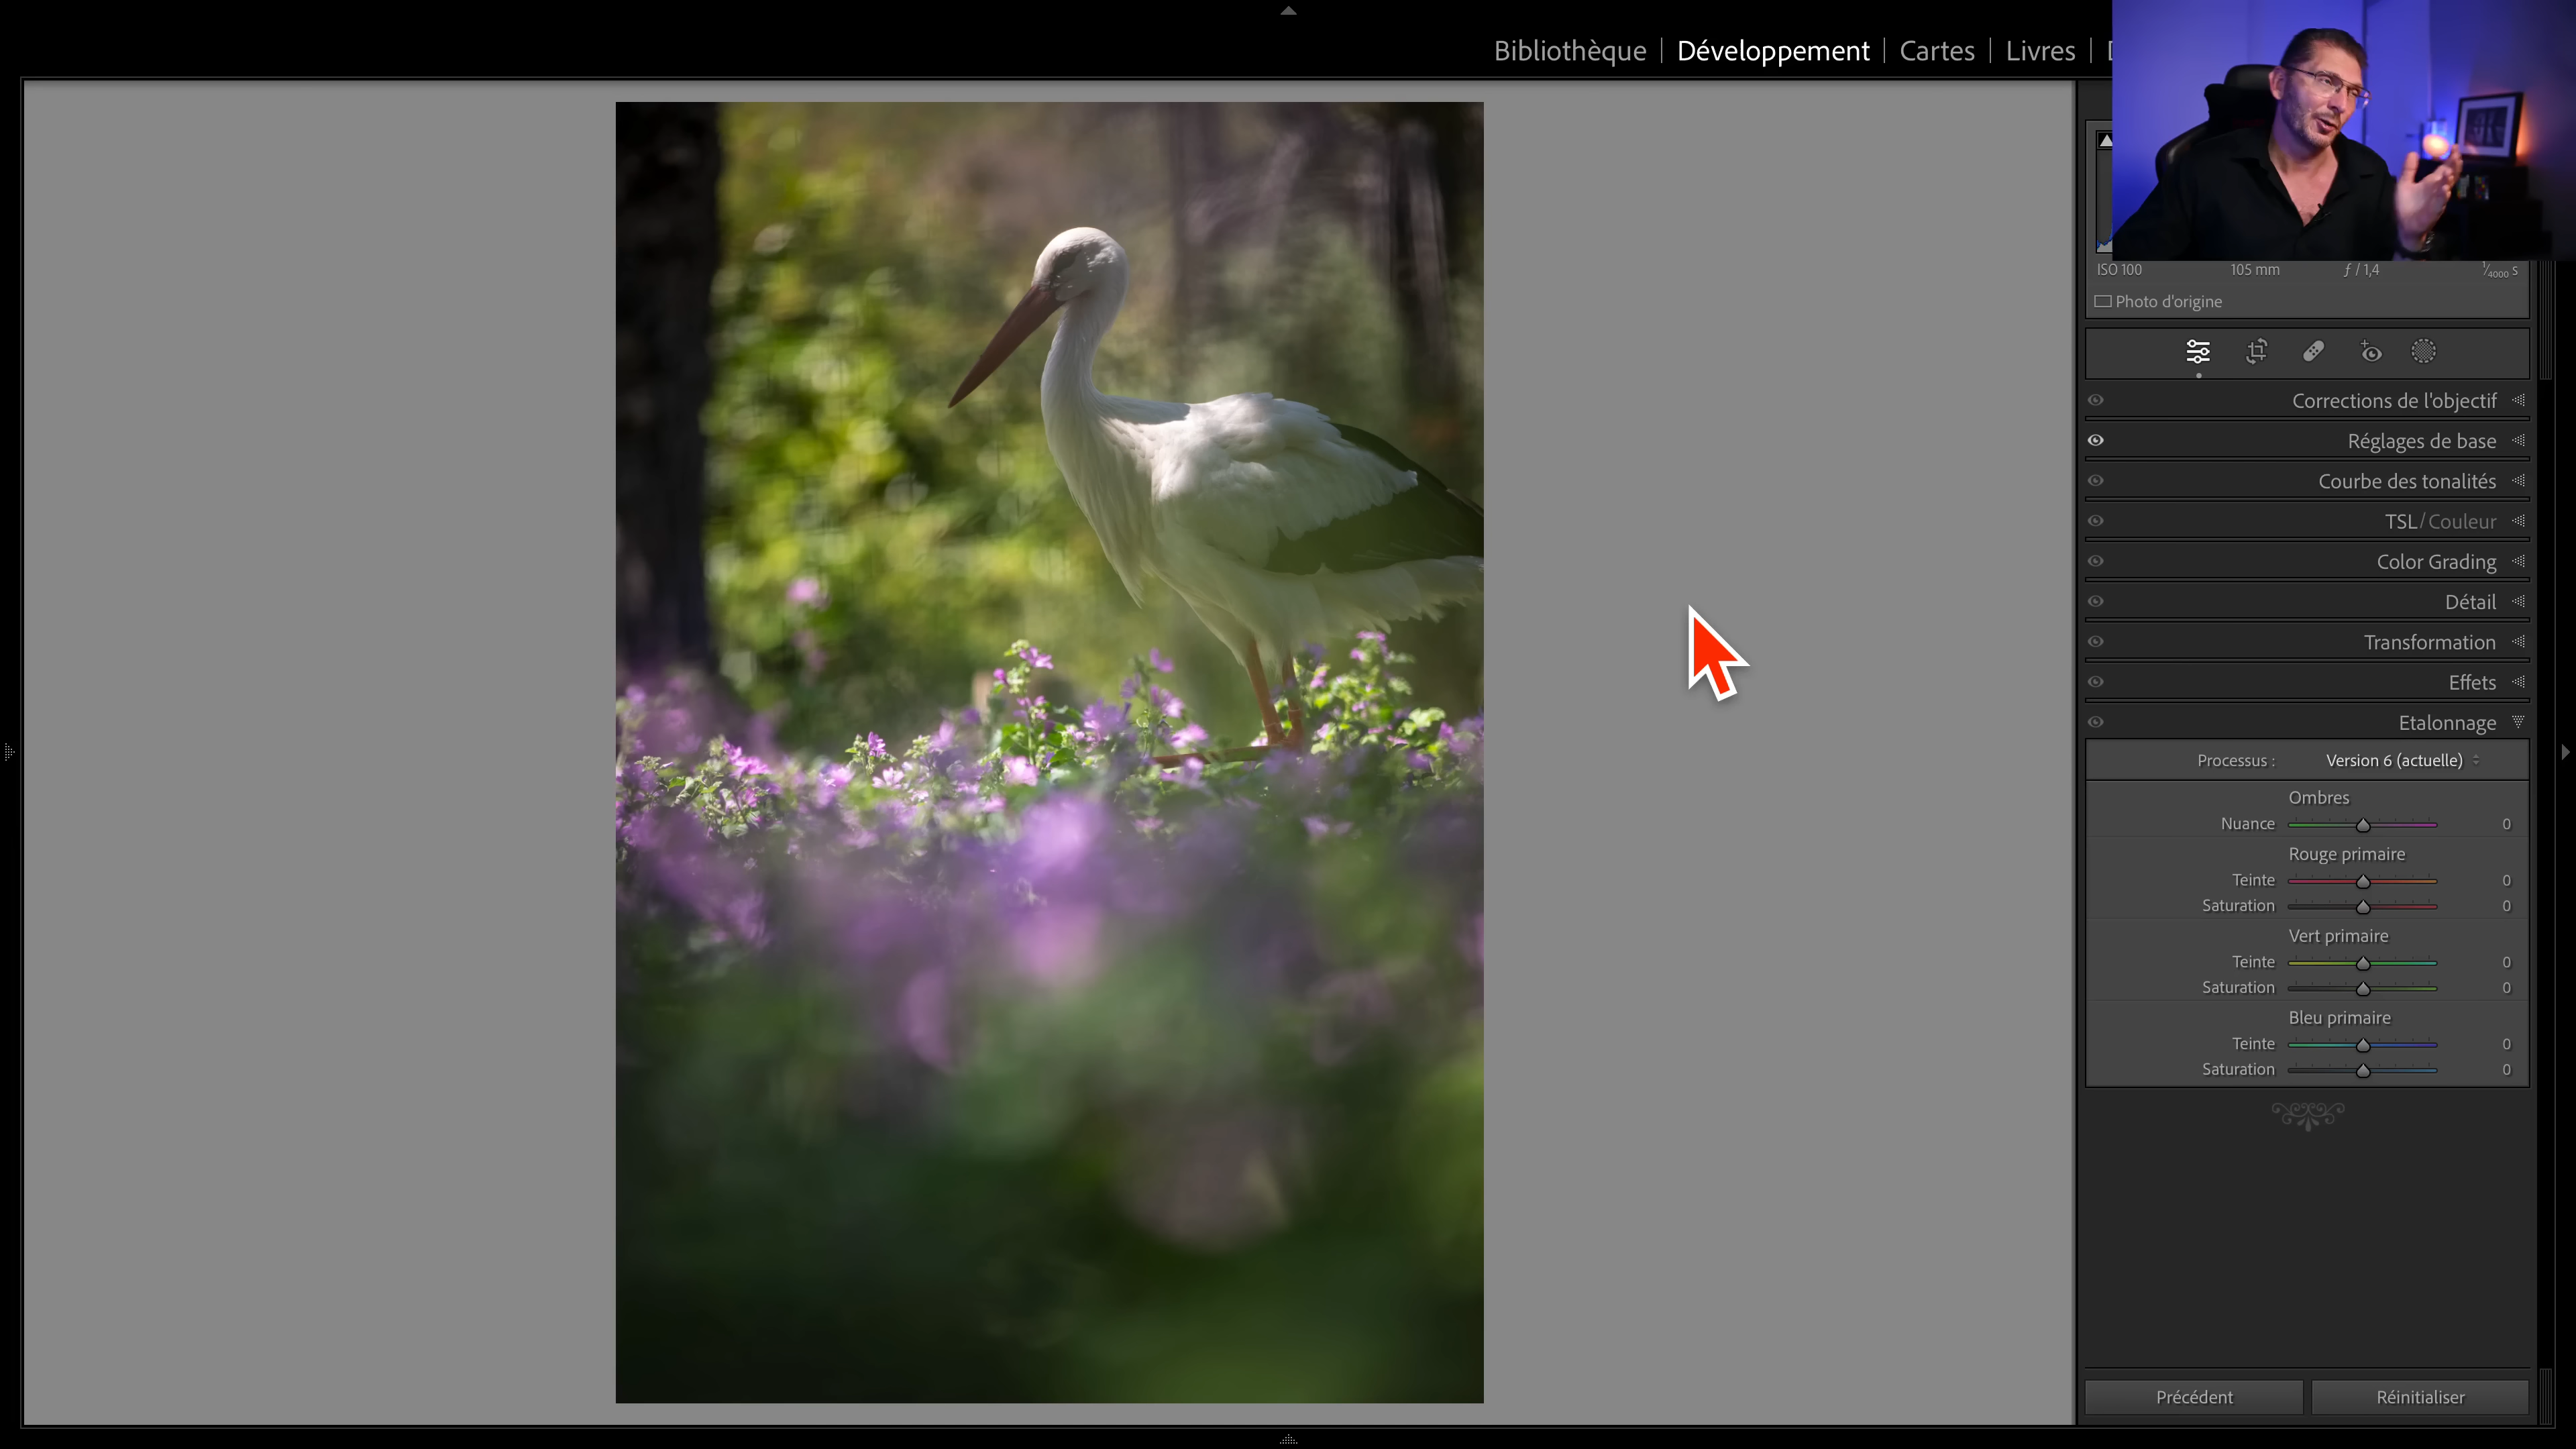 Bibliothèque | Développement | Cartes | Livres |
ISO 100 105 mm ƒ / 1,4 1/4000 s
Photo d'origine
Corrections de l'objectif
Réglages de base
Courbe des tonalités
TSL / Couleur
Color Grading
Détail
Transformation
Effets
Etalonnage
Processus : Version 6 (actuelle)
Ombres
Nuance 0
Rouge primaire
Teinte 0
Saturation 0
Vert primaire
Teinte 0
Saturation 0
Bleu primaire
Teinte 0
Saturation 0
Précédent Réinitialiser